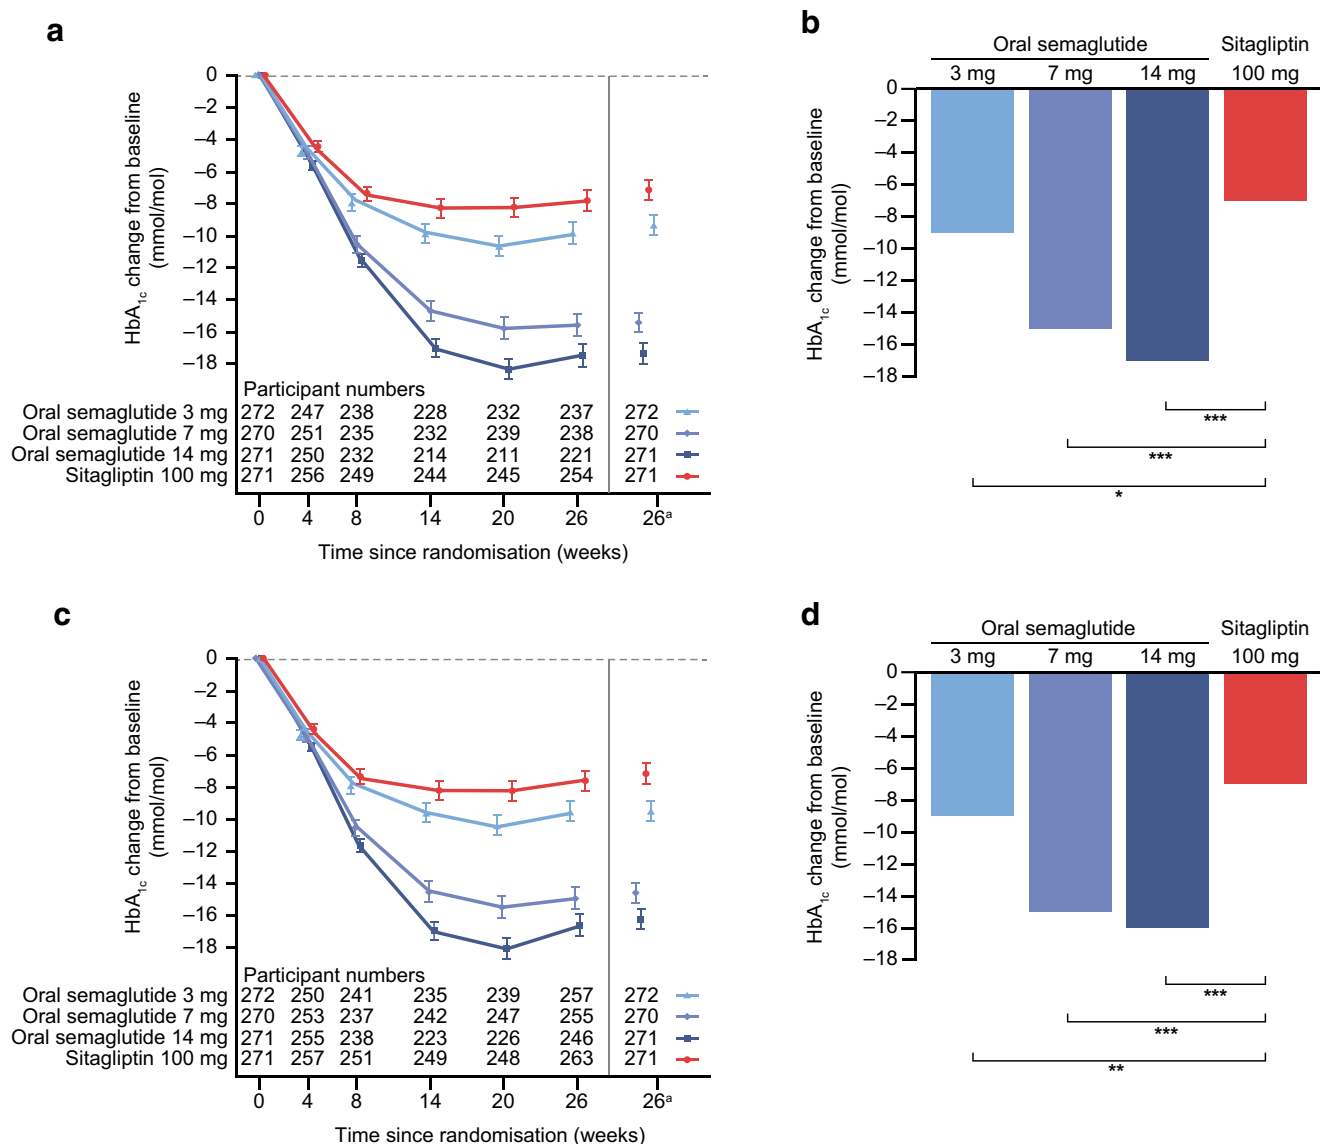 a
0
–2
–4
–6
–8
–10
–12
–14
–16
–18
HbA1c change from baseline
(mmol/mol)
Participant numbers
Oral semaglutide 3 mg 272 247 238 228 232 237 272
Oral semaglutide 7 mg 270 251 235 232 239 238 270
Oral semaglutide 14 mg 271 250 232 214 211 221 271
Sitagliptin 100 mg 271 256 249 244 245 254 271
0 4 8 14 20 26 26a
Time since randomisation (weeks)
b
Oral semaglutide Sitagliptin
3 mg 7 mg 14 mg 100 mg
0
–2
–4
–6
–8
–10
–12
–14
–16
–18
HbA1c change from baseline
(mmol/mol)
***
***
*
c
0
–2
–4
–6
–8
–10
–12
–14
–16
–18
HbA1c change from baseline
(mmol/mol)
Participant numbers
Oral semaglutide 3 mg 272 250 241 235 239 257 272
Oral semaglutide 7 mg 270 253 237 242 247 255 270
Oral semaglutide 14 mg 271 255 238 223 226 246 271
Sitagliptin 100 mg 271 257 251 249 248 263 271
0 4 8 14 20 26 26a
Time since randomisation (weeks)
d
Oral semaglutide Sitagliptin
3 mg 7 mg 14 mg 100 mg
0
–2
–4
–6
–8
–10
–12
–14
–16
–18
HbA1c change from baseline
(mmol/mol)
***
***
**